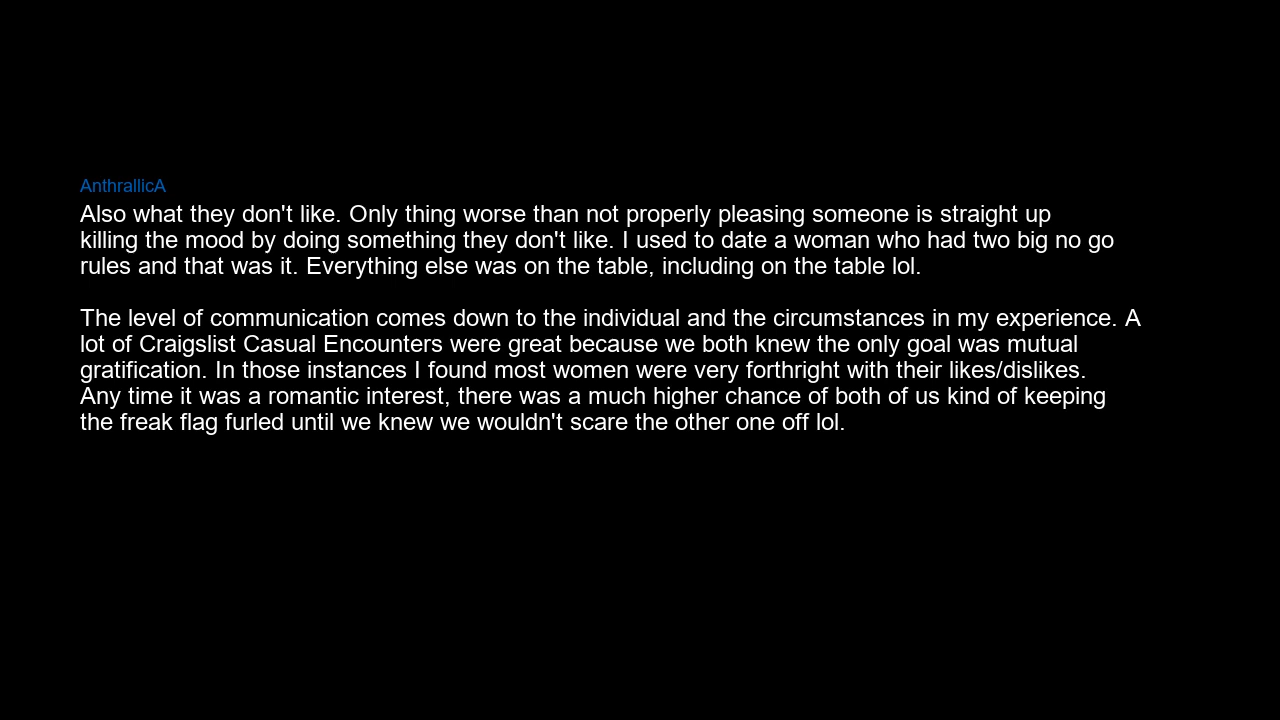 AnthrallicA
Also what they don't like. Only thing worse than not properly pleasing someone is straight up
killing the mood by doing something they don't like. I used to date a woman who had two big no go
rules and that was it. Everything else was on the table, including on the table lol.
The level of communication comes down to the individual and the circumstances in my experience. A
lot of Craigslist Casual Encounters were great because we both knew the only goal was mutual
gratification. In those instances I found most women were very forthright with their likes/dislikes.
Any time it was a romantic interest, there was a much higher chance of both of us kind of keeping
the freak flag furled until we knew we wouldn't scare the other one off lol.